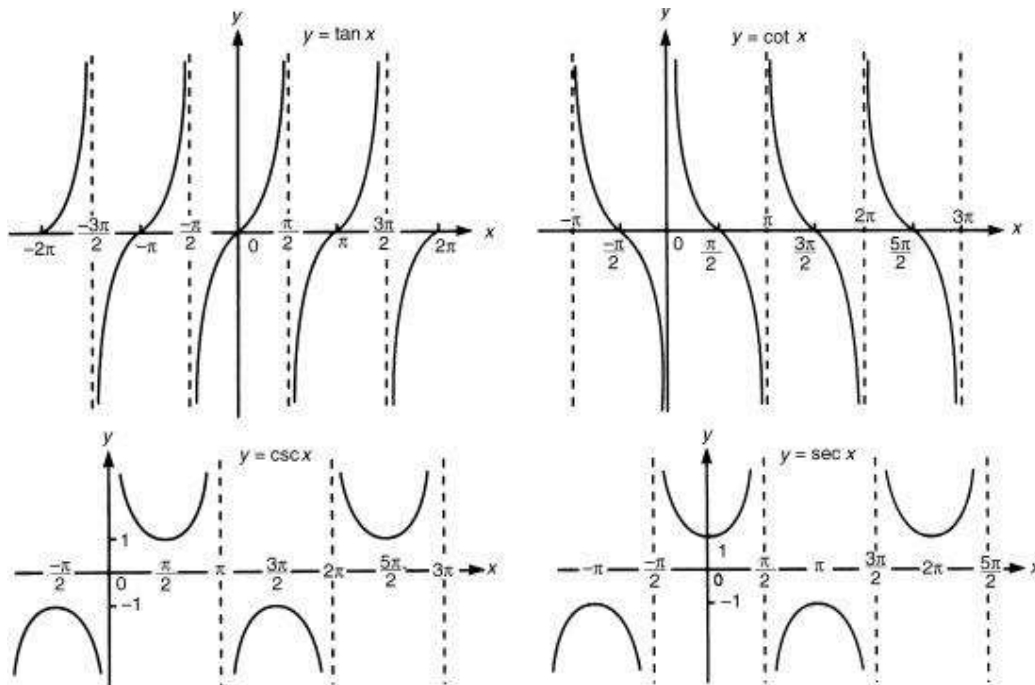 y
y = tan x
-2π
-3π/2
-π
-π/2
0
π/2
π
3π/2
2π
x
y
y = cot x
-π
-π/2
0
π/2
π
3π/2
2π
5π/2
3π
x
y
y = csc x
1
-π/2
0
π/2
π
3π/2
2π
5π/2
3π
x
-1
y
y = sec x
1
-π
-π/2
0
π/2
π
3π/2
2π
5π/2
x
-1